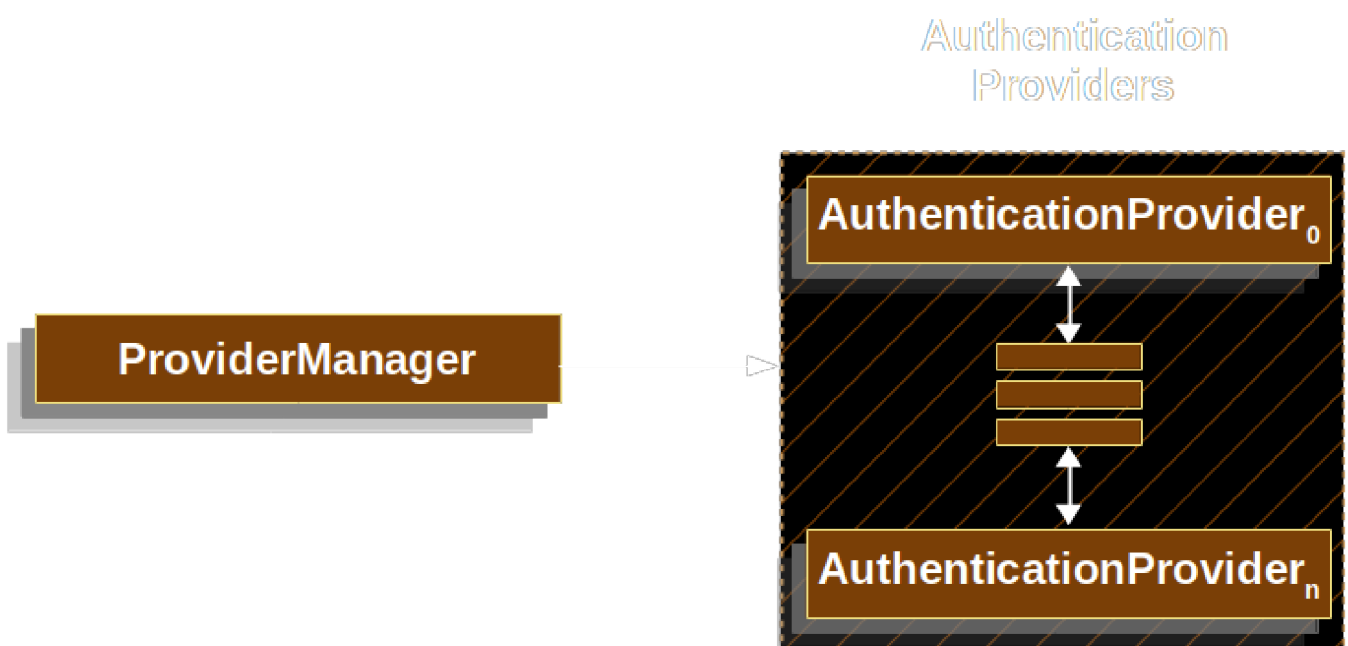 Authentication
Providers
AuthenticationProvider0
ProviderManager
AuthenticationProvidern